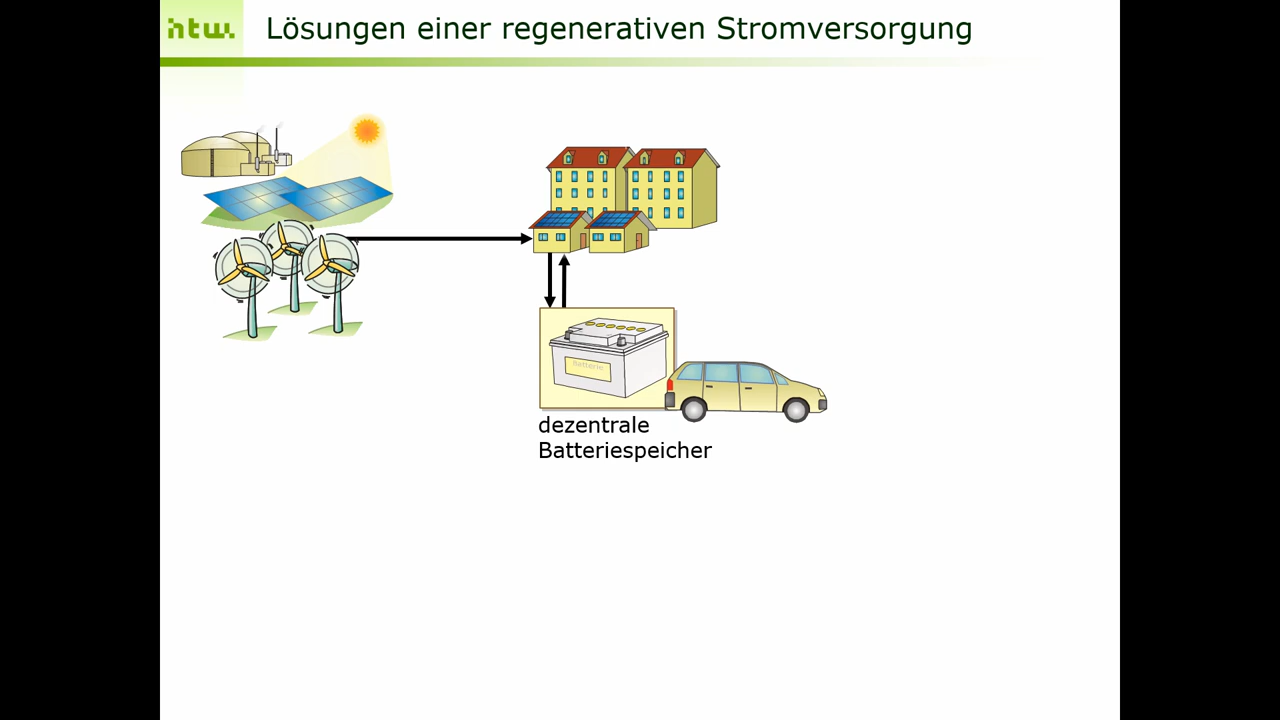 htw.
Lösungen einer regenerativen Stromversorgung
Batterie
dezentrale
Batteriespeicher